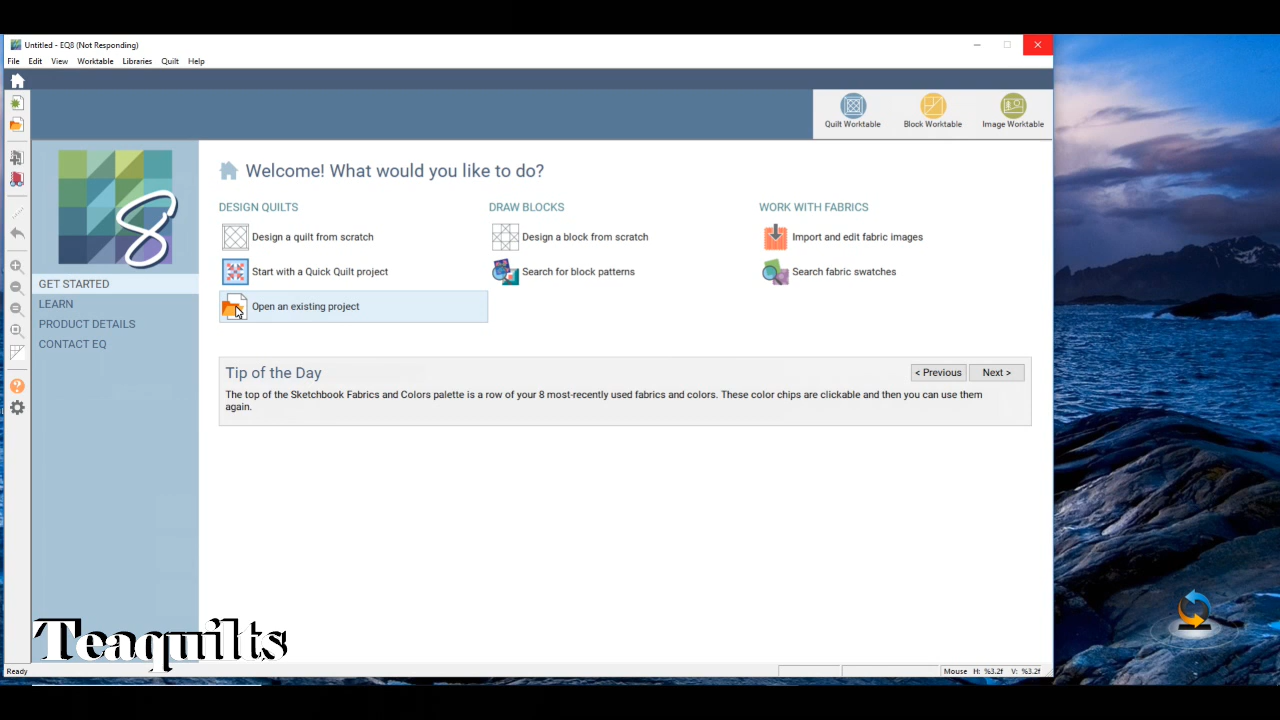 Untitled - EQ8 (Not Responding)
File Edit View Worktable Libraries Quilt Help
Quilt Worktable Block Worktable Image Worktable
8
Welcome! What would you like to do?
DESIGN QUILTS DRAW BLOCKS WORK WITH FABRICS
Design a quilt from scratch Design a block from scratch Import and edit fabric images
Start with a Quick Quilt project Search for block patterns Search fabric swatches
Open an existing project
GET STARTED
LEARN
PRODUCT DETAILS
CONTACT EQ
Tip of the Day < Previous Next >
The top of the Sketchbook Fabrics and Colors palette is a row of your 8 most-recently used fabrics and colors. These color chips are clickable and then you can use them
again.
Teaquilts
Ready Mouse H: %3.2f V: %3.2f